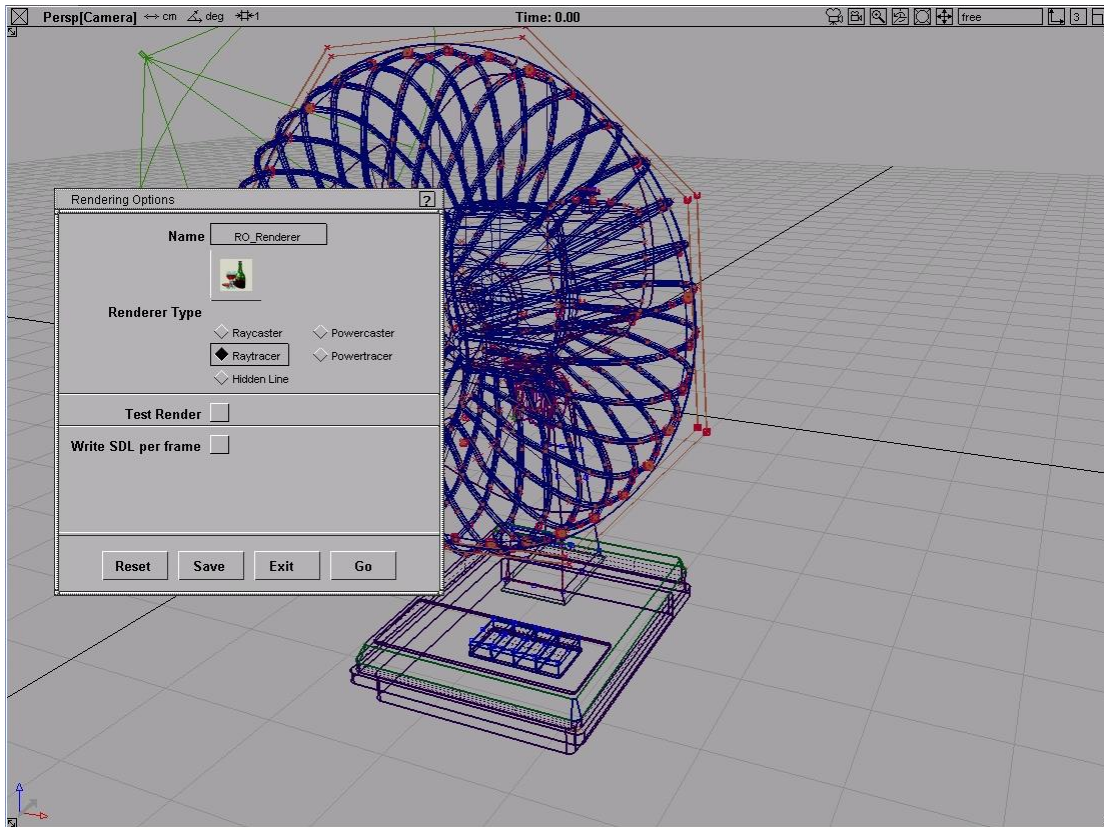 Persp[Camera] cm deg 1 Time: 0.00 free 3
Rendering Options ?
Name RO_Renderer
Renderer Type
Raycaster Powercaster
Raytracer Powertracer
Hidden Line
Test Render
Write SDL per frame
Reset Save Exit Go